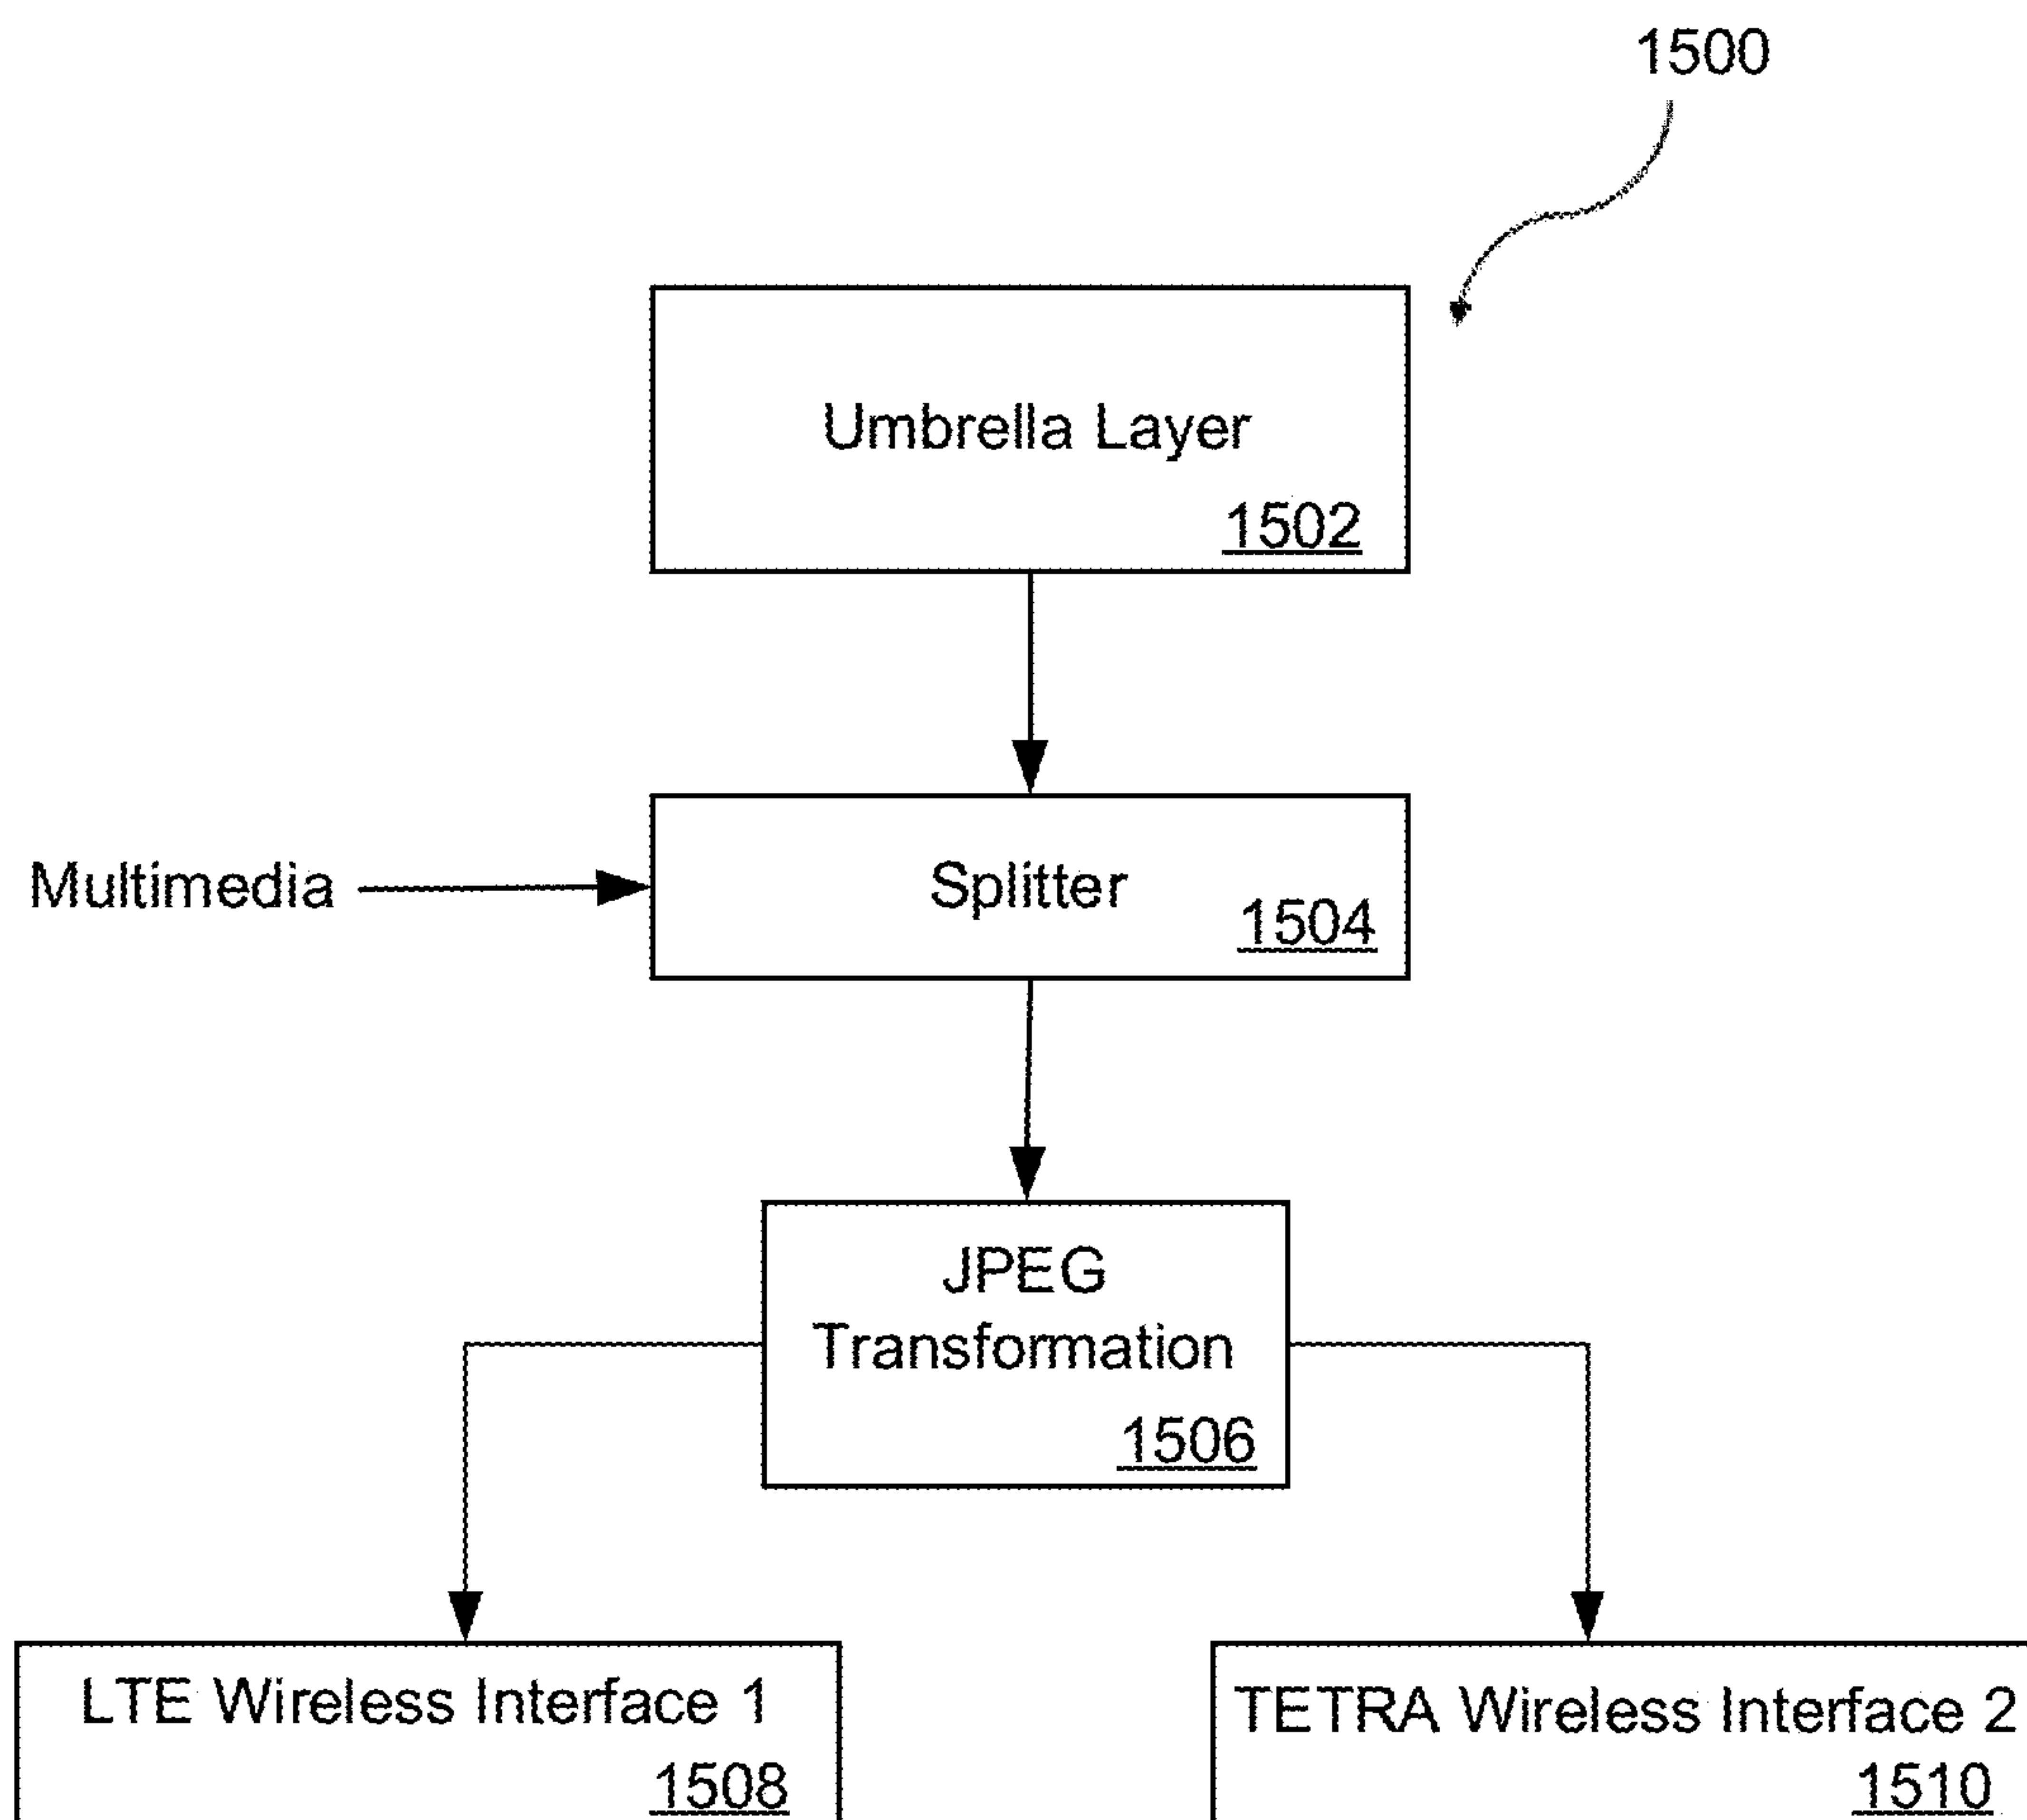 1500
Umbrella Layer
1502
Multimedia
Splitter
1504
JPEG
Transformation
1506
LTE Wireless Interface 1
1508
TETRA Wireless Interface 2
1510